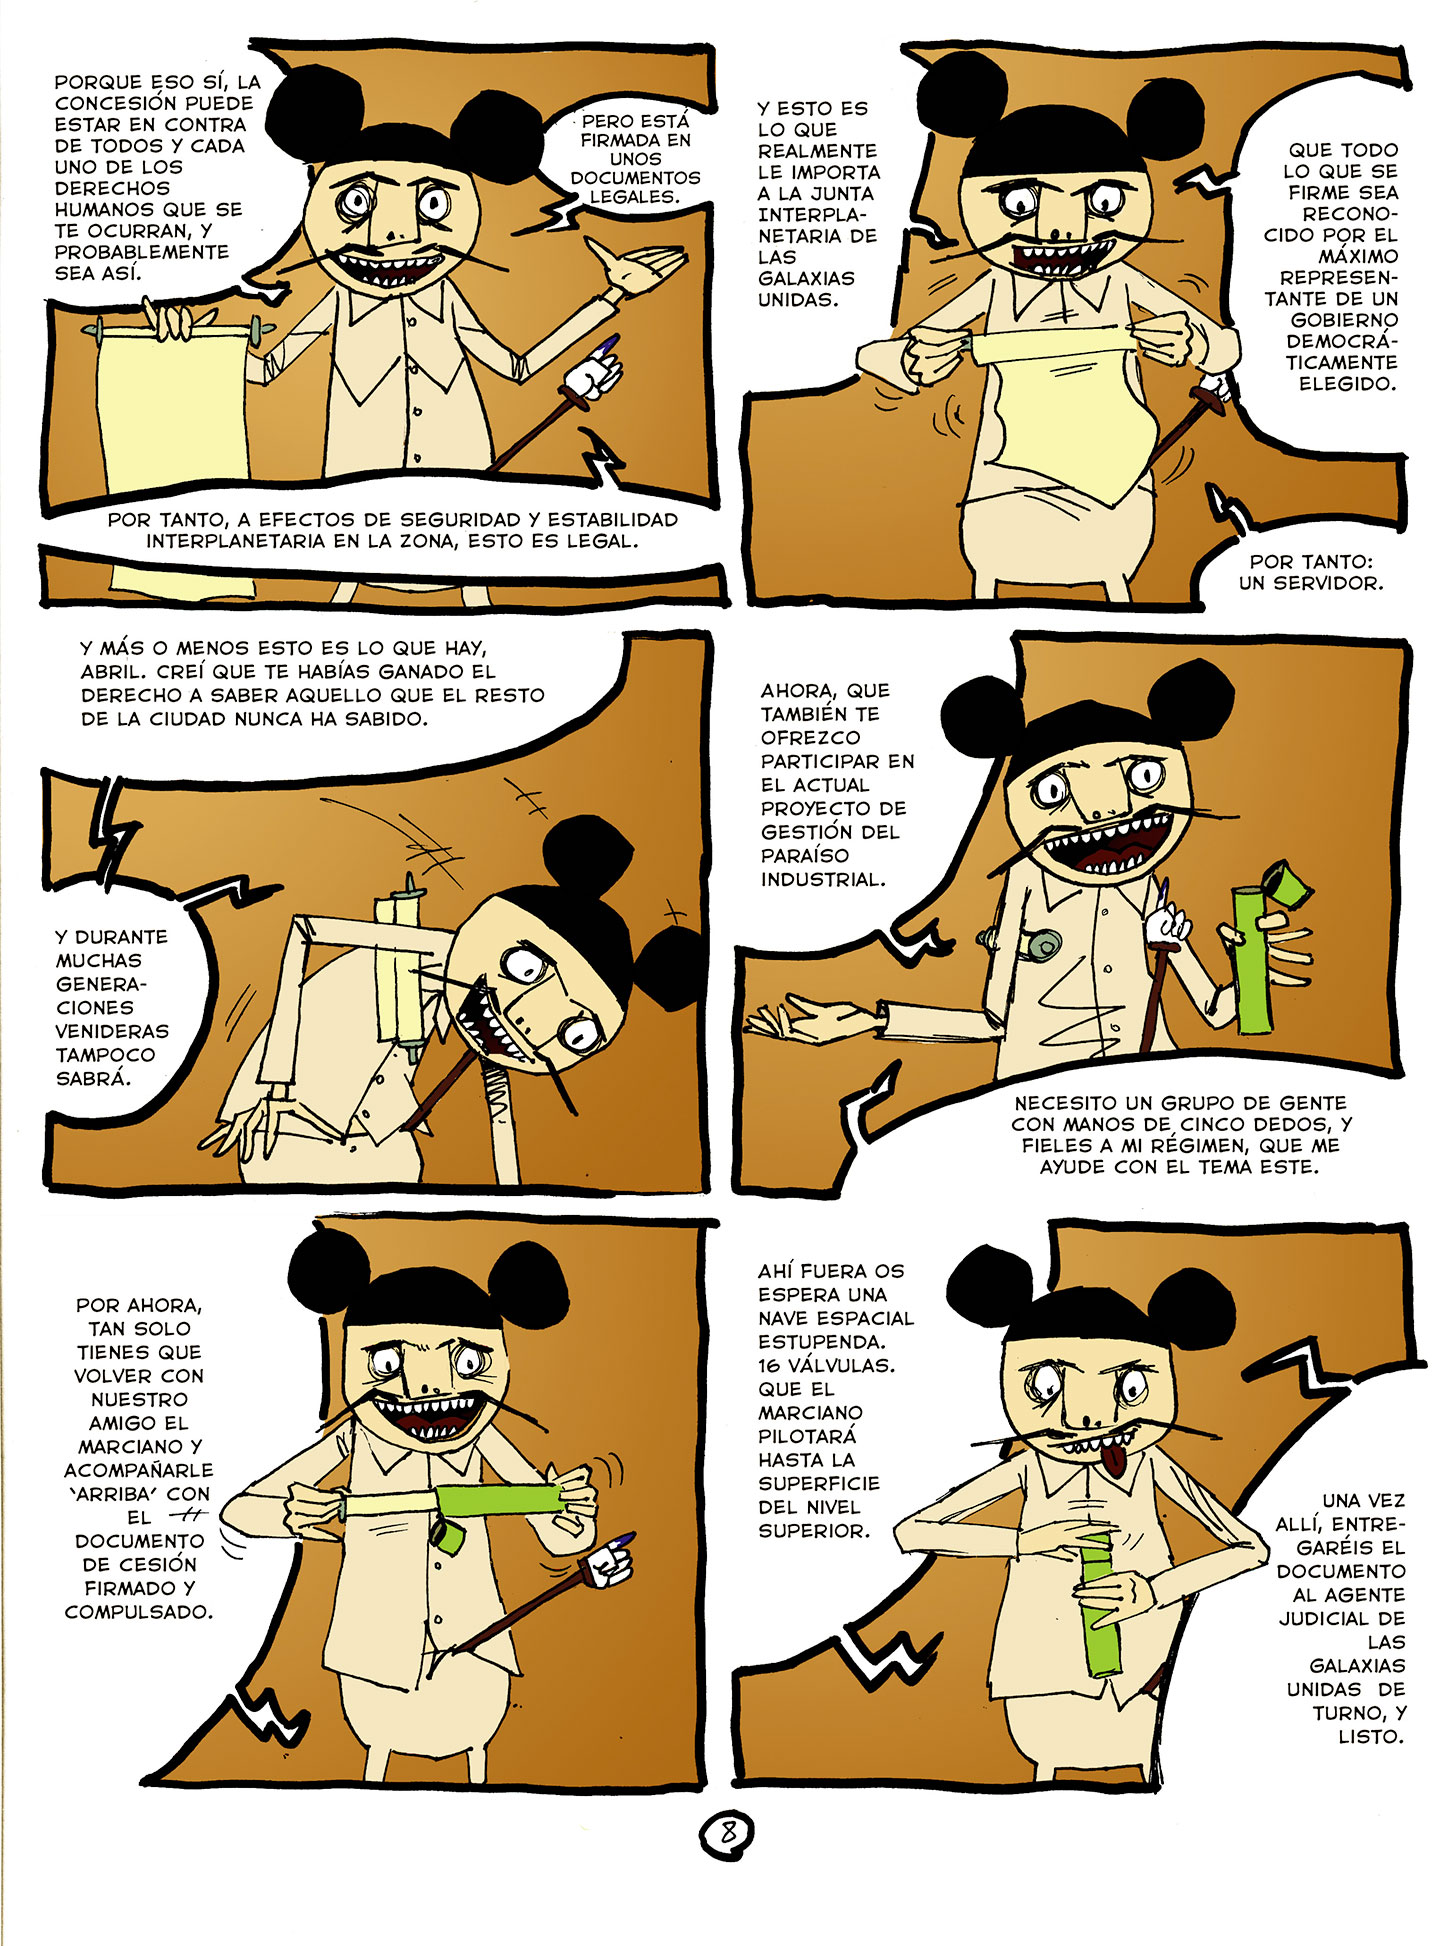 PORQUE ESO SÍ, LA
CONCESIÓN PUEDE
ESTAR EN CONTRA
DE TODOS Y CADA
UNO DE LOS
DERECHOS
HUMANOS QUE SE
TE OCURRAN, Y
PROBABLEMENTE
SEA ASÍ.
PERO ESTÁ
FIRMADA EN
UNOS
DOCUMENTOS
LEGALES.
POR TANTO, A EFECTOS DE SEGURIDAD Y ESTABILIDAD
INTERPLANETARIA EN LA ZONA, ESTO ES LEGAL.
Y ESTO ES
LO QUE
REALMENTE
LE IMPORTA
A LA JUNTA
INTERPLA-
NETARIA DE
LAS
GALAXIAS
UNIDAS.
QUE TODO
LO QUE SE
FIRME SEA
RECONO-
CIDO POR EL
MÁXIMO
REPRESEN-
TANTE DE UN
GOBIERNO
DEMOCRÁ-
TICAMENTE
ELEGIDO.
POR TANTO:
UN SERVIDOR.
Y MÁS O MENOS ESTO ES LO QUE HAY,
ABRIL. CREÍ QUE TE HABÍAS GANADO EL
DERECHO A SABER AQUELLO QUE EL RESTO
DE LA CIUDAD NUNCA HA SABIDO.
Y DURANTE
MUCHAS
GENERA-
CIONES
VENIDERAS
TAMPOCO
SABRÁ.
AHORA, QUE
TAMBIÉN TE
OFREZCO
PARTICIPAR EN
EL ACTUAL
PROYECTO DE
GESTIÓN DEL
PARAÍSO
INDUSTRIAL.
NECESITO UN GRUPO DE GENTE
CON MANOS DE CINCO DEDOS, Y
FIELES A MI RÉGIMEN, QUE ME
AYUDE CON EL TEMA ESTE.
POR AHORA,
TAN SOLO
TIENES QUE
VOLVER CON
NUESTRO
AMIGO EL
MARCIANO Y
ACOMPAÑARLE
‘ARRIBA’ CON
EL
DOCUMENTO
DE CESIÓN
FIRMADO Y
COMPULSADO.
AHÍ FUERA OS
ESPERA UNA
NAVE ESPACIAL
ESTUPENDA.
16 VÁLVULAS.
QUE EL
MARCIANO
PILOTARÁ
HASTA LA
SUPERFICIE
DEL NIVEL
SUPERIOR.
UNA VEZ
ALLÍ, ENTRE-
GARÉIS EL
DOCUMENTO
AL AGENTE
JUDICIAL DE
LAS
GALAXIAS
UNIDAS DE
TURNO, Y
LISTO.
8